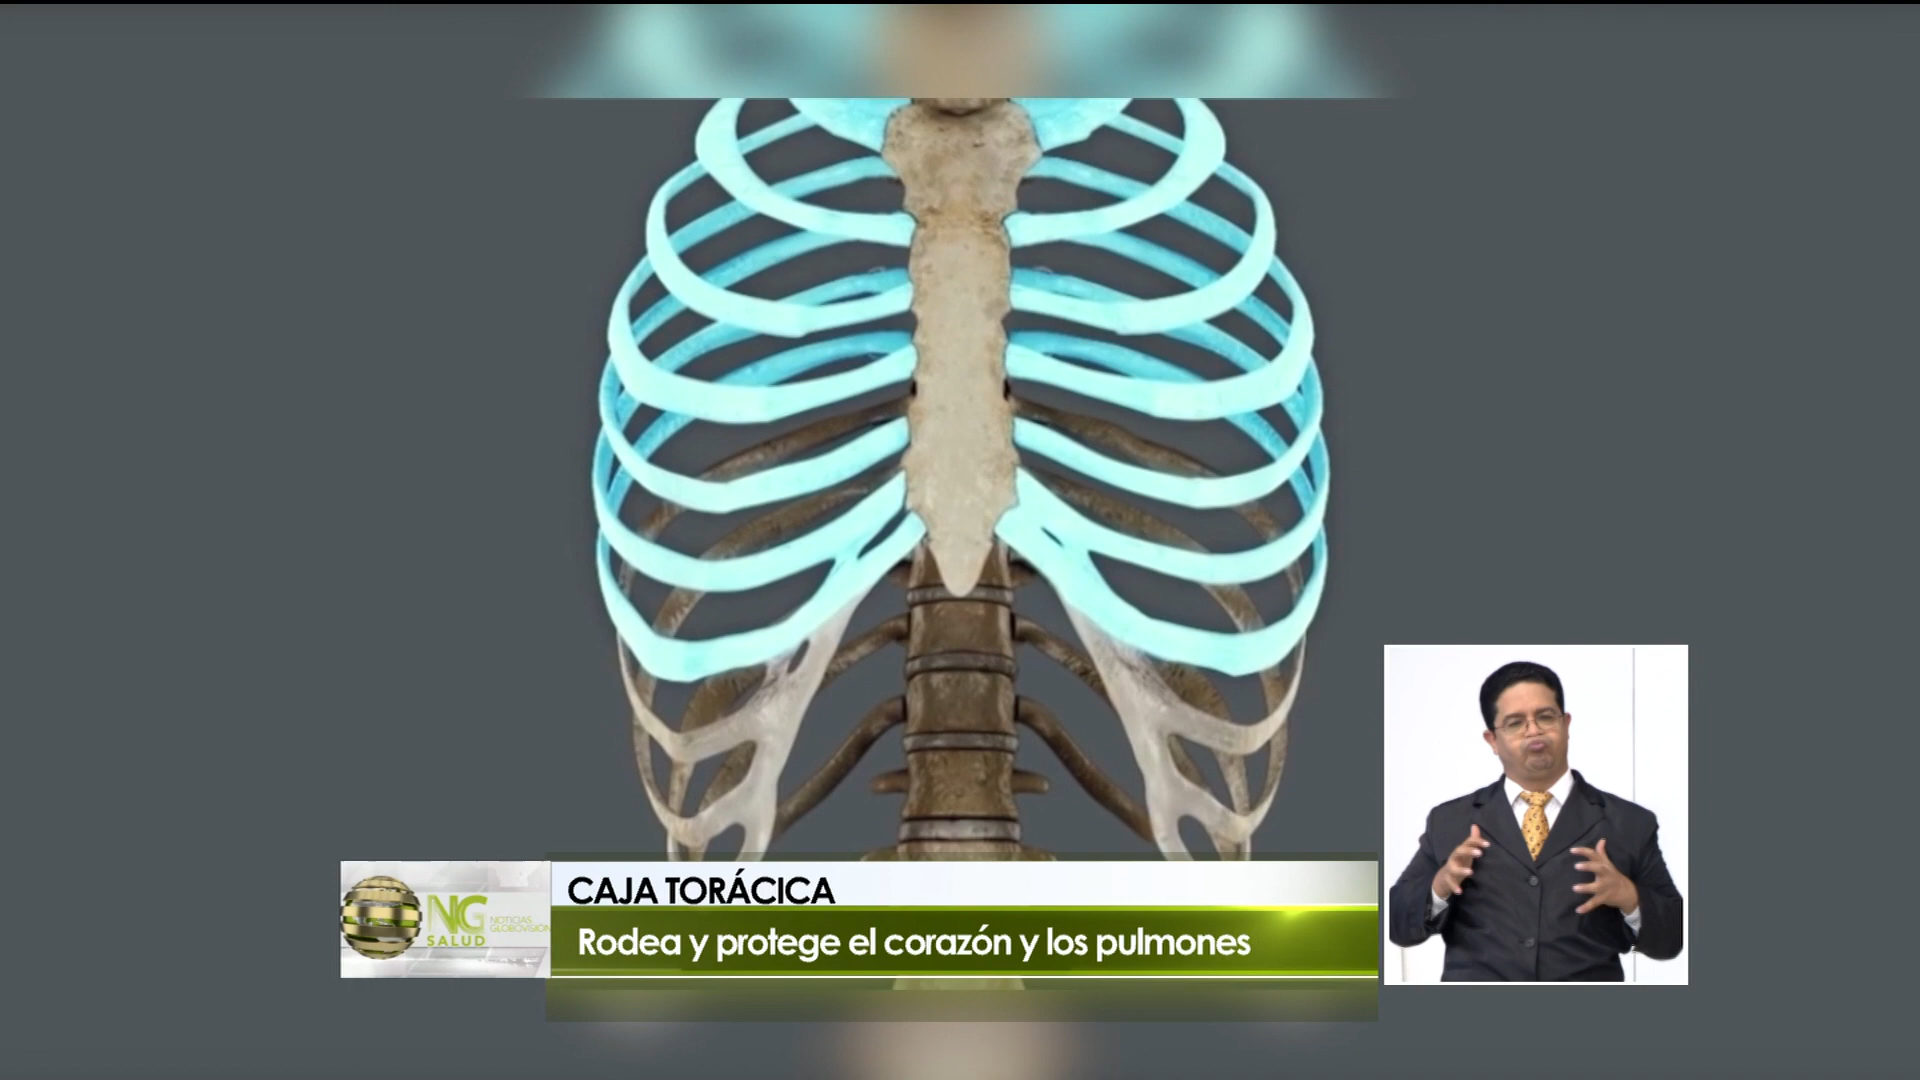 CAJA TORÁCICA
NG
NOTICIAS
GLOBOVISION
SALUD
Rodea y protege el corazón y los pulmones